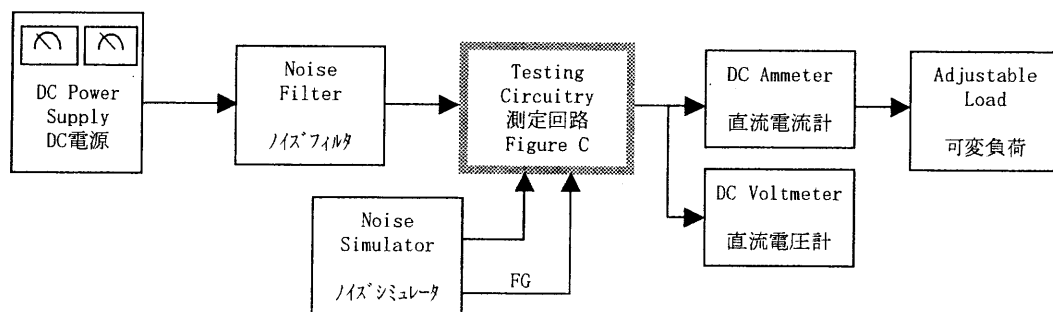 DC Power
Supply
DC電源
Noise
Filter
ノイズフィルタ
Testing
Circuitry
測定回路
Figure C
DC Ammeter
直流電流計
Adjustable
Load
可変負荷
DC Voltmeter
直流電圧計
Noise
Simulator
ノイズシミュレータ
FG